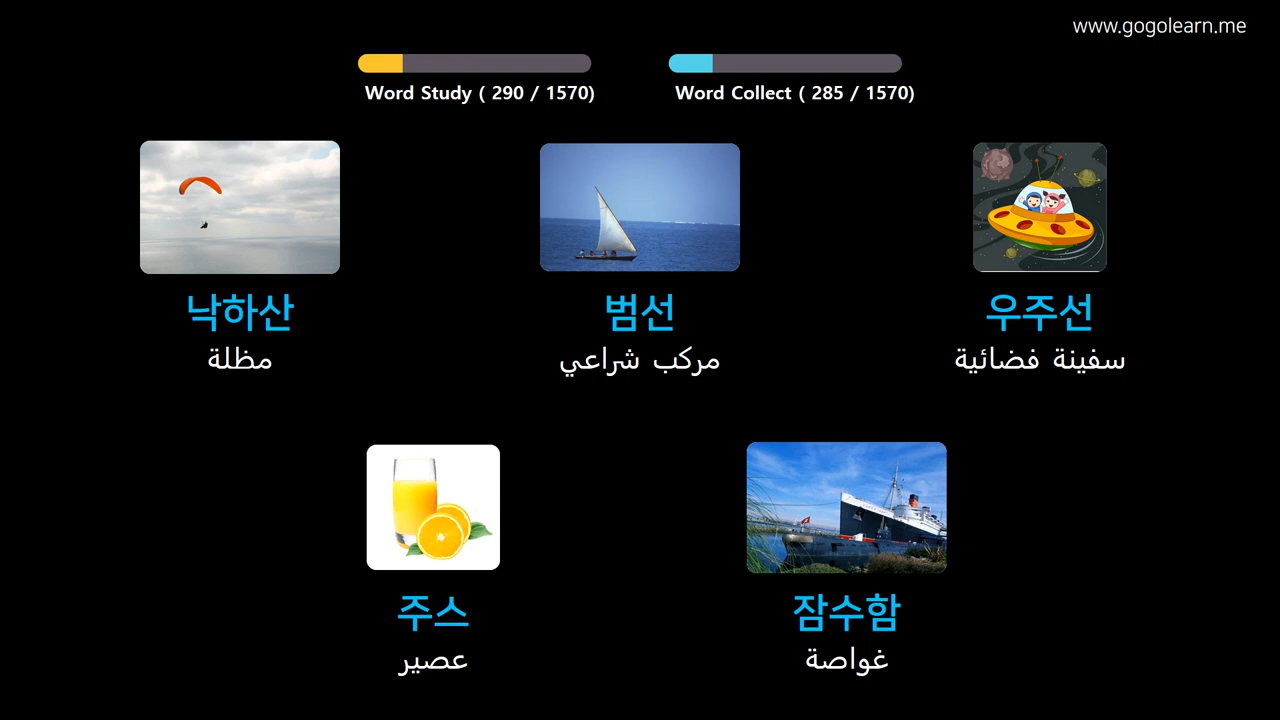 www.gogolearn.me
Word Study ( 290 / 1570)
Word Collect ( 285 / 1570)
낙하산
مظلة
범선
مركب شراعي
우주선
سفينة فضائية
주스
عصير
잠수함
غواصة